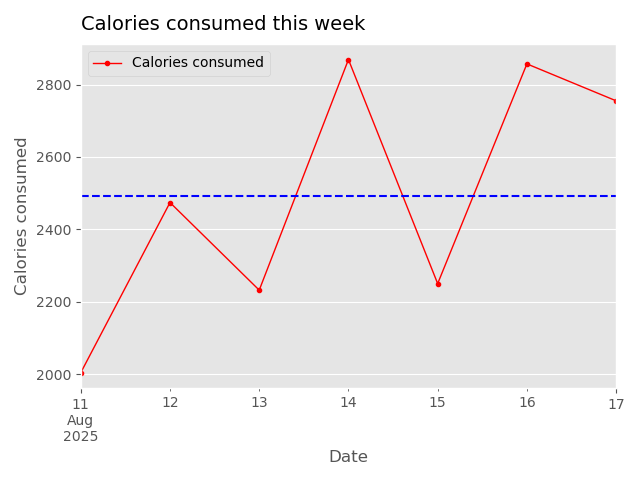 Calories consumed this week
Calories consumed
2800
2600
2400
2200
2000
Calories consumed
11 12 13 14 15 16 17
Aug
2025
Date